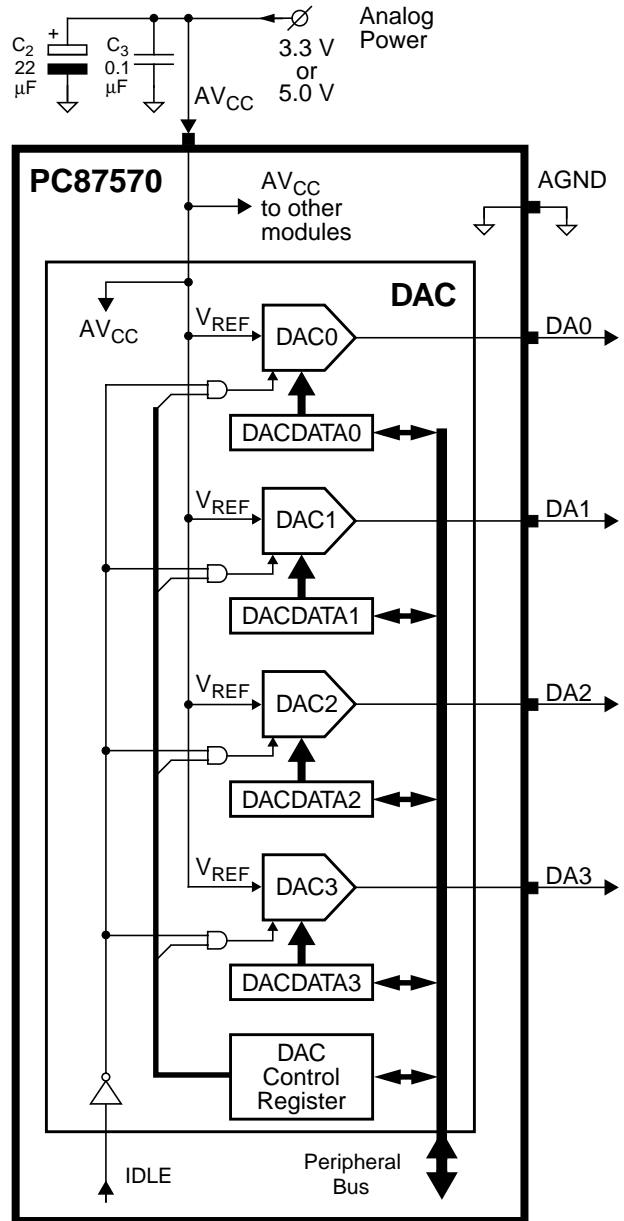 Analog
Power
+
C2
22
μF
C3
0.1
μF
3.3 V
or
5.0 V
AVCC
PC87570
AVCC
to other
modules
AGND
DAC
AVCC
VREF
DAC0
DA0
DACDATA0
VREF
DAC1
DA1
DACDATA1
VREF
DAC2
DA2
DACDATA2
VREF
DAC3
DA3
DACDATA3
DAC
Control
Register
IDLE
Peripheral
Bus